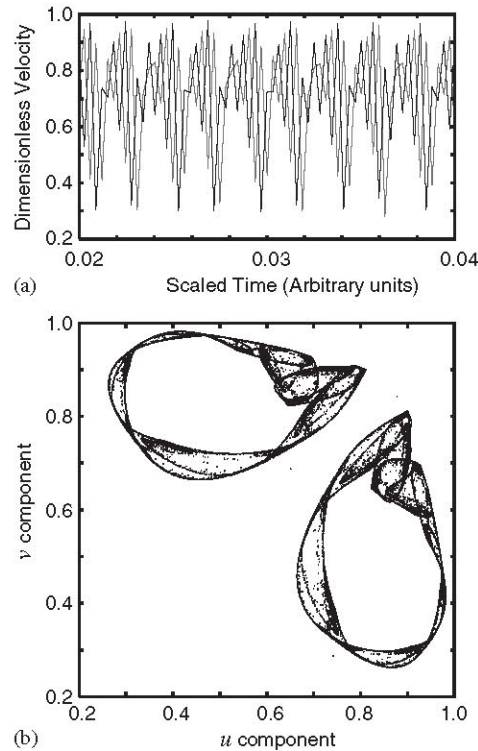 1.0
0.8
0.6
0.4
0.2
Dimensionless Velocity
0.02 0.03 0.04
(a) Scaled Time (Arbitrary units)
1.0
0.8
0.6
0.4
0.2
v component
0.2 0.4 0.6 0.8 1.0
(b) u component